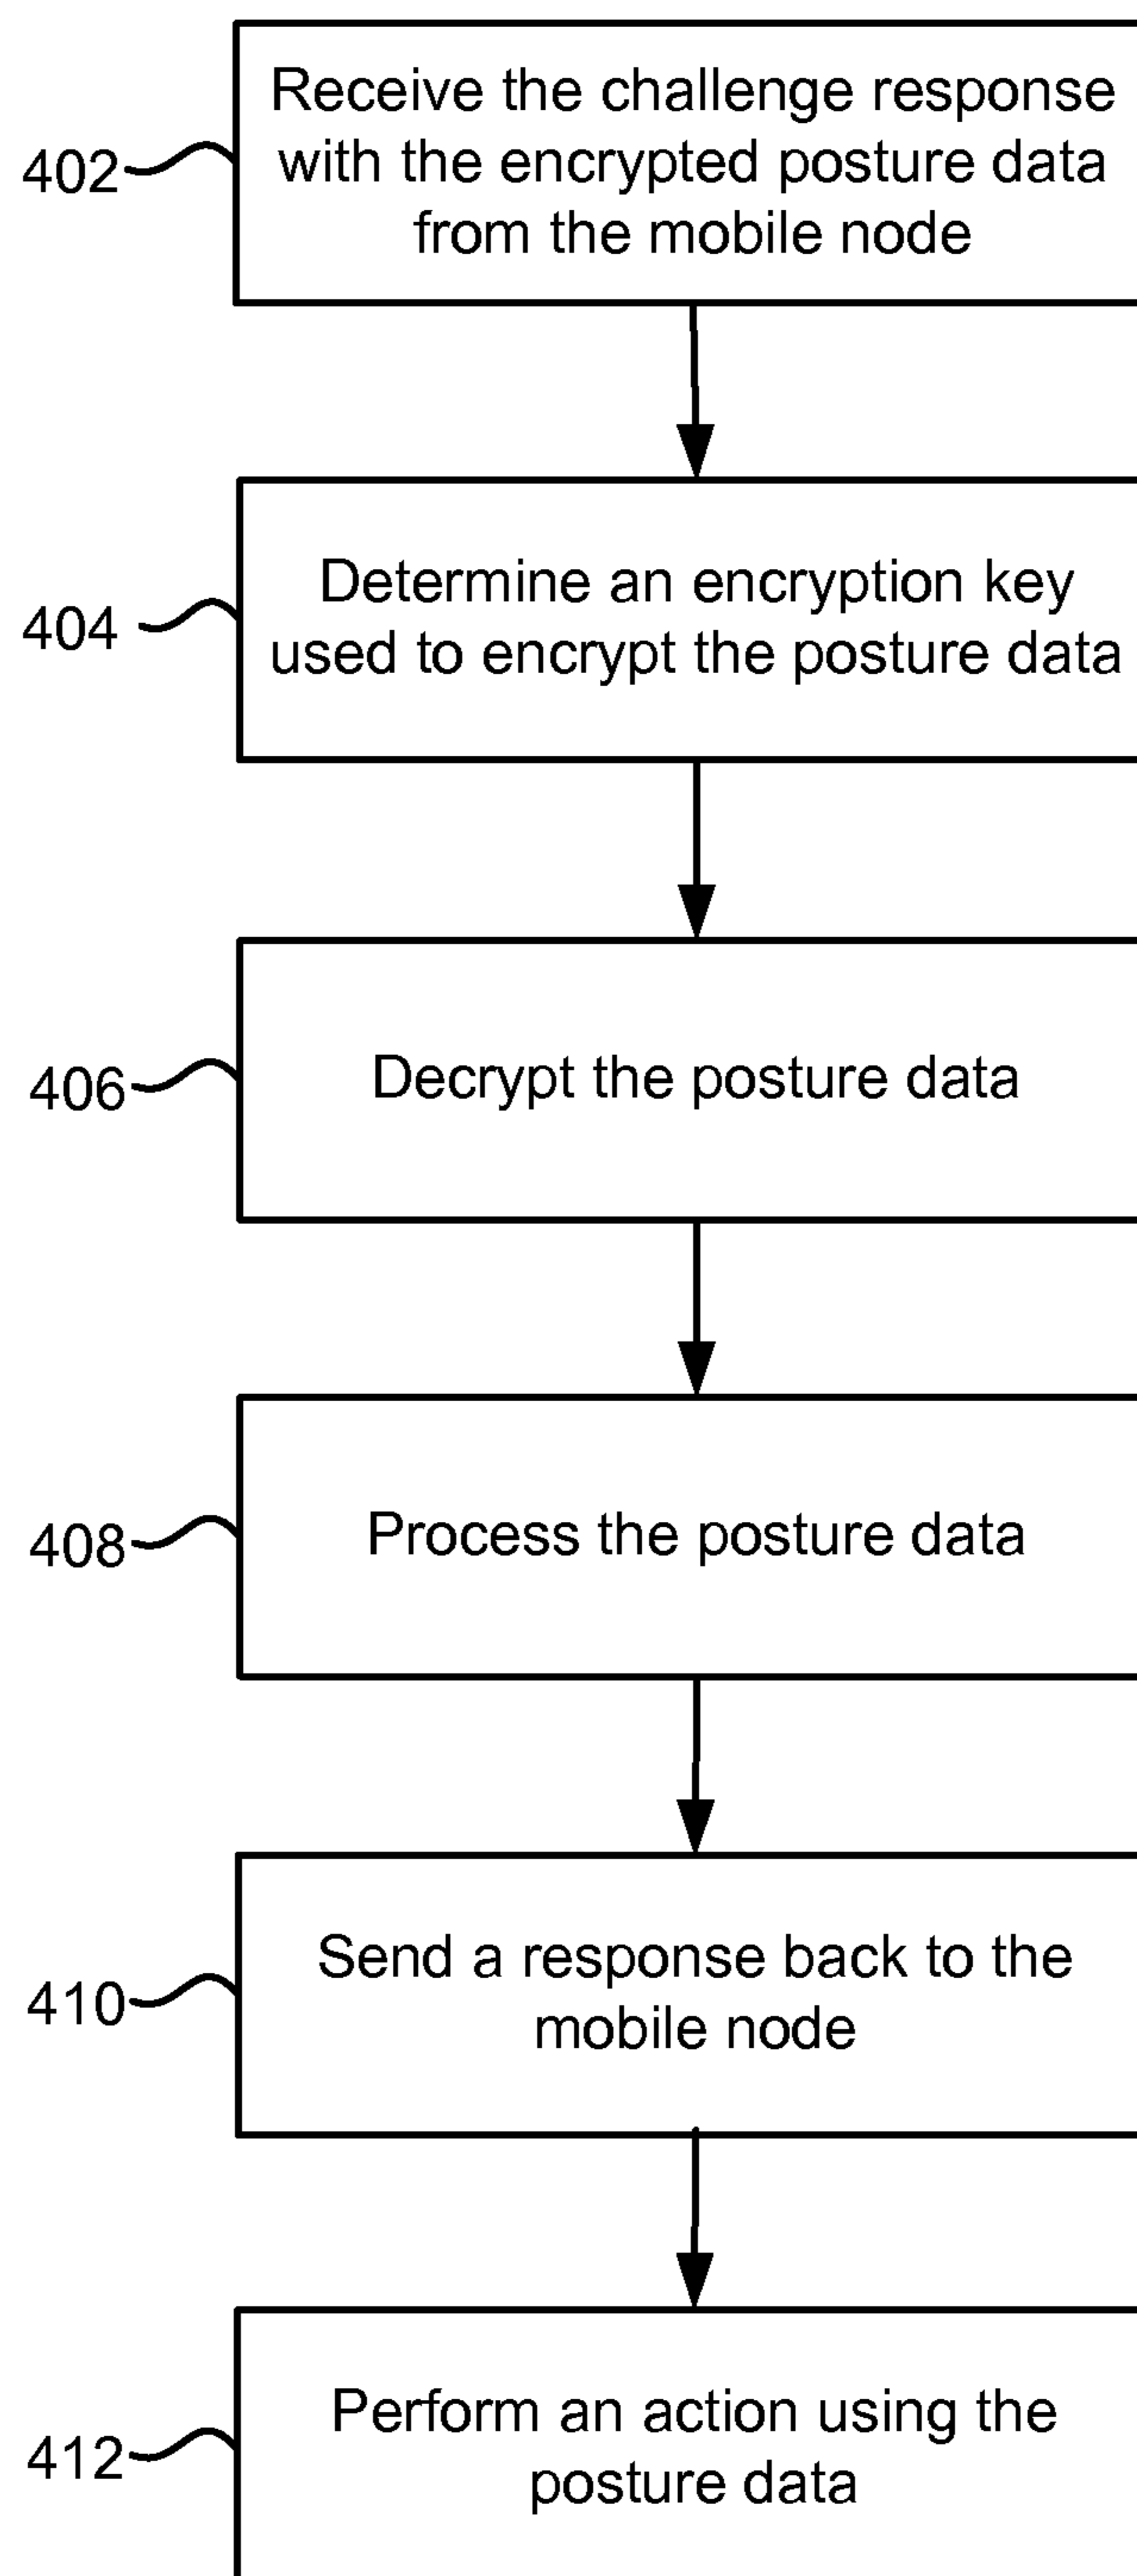 Receive the challenge response
with the encrypted posture data
from the mobile node
402
Determine an encryption key
used to encrypt the posture data
404
Decrypt the posture data
406
Process the posture data
408
Send a response back to the
mobile node
410
Perform an action using the
posture data
412